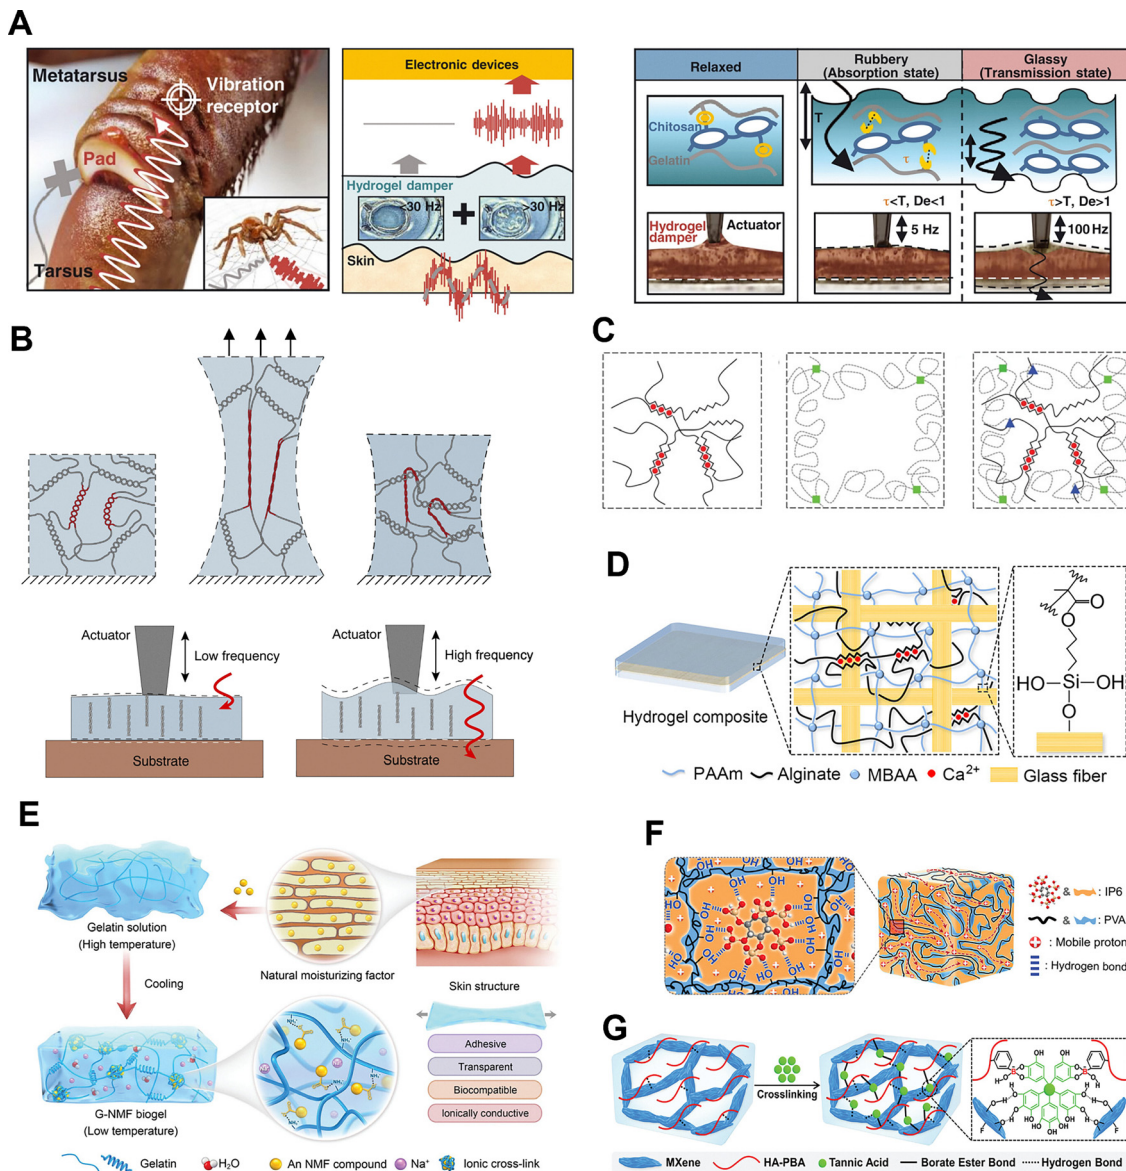 A
Metatarsus
Vibration
receptor
Pad
Tarsus
Electronic devices
Hydrogel damper
<30 Hz
>30 Hz
Skin
Relaxed
Rubbery
(Absorption state)
Glassy
(Transmission state)
Chitosan
Gelatin
T
τ
τ<T, De<1
τ>T, De>1
Hydrogel
damper
Actuator
5 Hz
100 Hz
B
Actuator
Low frequency
Substrate
Actuator
High frequency
Substrate
C
D
Hydrogel composite
O
O
HO
Si
OH
O
PAAm
Alginate
MBAA
Ca2+
Glass fiber
E
Gelatin solution
(High temperature)
Natural moisturizing factor
Skin structure
Cooling
G-NMF biogel
(Low temperature)
Adhesive
Transparent
Biocompatible
Ionically conductive
Gelatin
H₂O
An NMF compound
Na⁺
Ionic cross-link
F
& : IP6
& : PVA
: Mobile proton
: Hydrogen bond
G
Crosslinking
MXene
HA-PBA
Tannic Acid
Borate Ester Bond
Hydrogen Bond